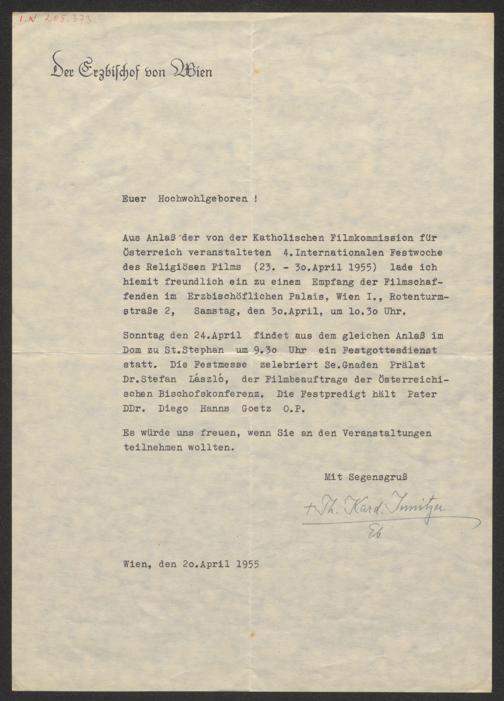 I.N 205.373
Der Erzbischof von Wien
Euer Hochwohlgeboren !
Aus Anlaß der von der Katholischen Filmkommission für
Österreich veranstalteten 4.Internationalen Festwoche
des Religiösen Films (23. - 3o.April 1955) lade ich
hiemit freundlich ein zu einem Empfang der Filmschaf-
fenden im Erzbischöflichen Palais, Wien I., Rotenturm-
straße 2, Samstag, den 3o.April, um lo.3o Uhr.
Sonntag den 24.April findet aus dem gleichen Anlaß im
Dom zu St.Stephan um 9.3o Uhr ein Festgottesdienst
statt. Die Festmesse zelebriert Se.Gnaden Prälat
Dr.Stefan László, der Filmbeauftrage der Österreichi-
schen Bischofskonferenz. Die Festpredigt hält Pater
DDr. Diego Hanns Goetz O.P.
Es würde uns freuen, wenn Sie an den Veranstaltungen
teilnehmen wollten.
Mit Segensgruß
+Th. Kard. Innitzer
Eb
Wien, den 2o.April 1955